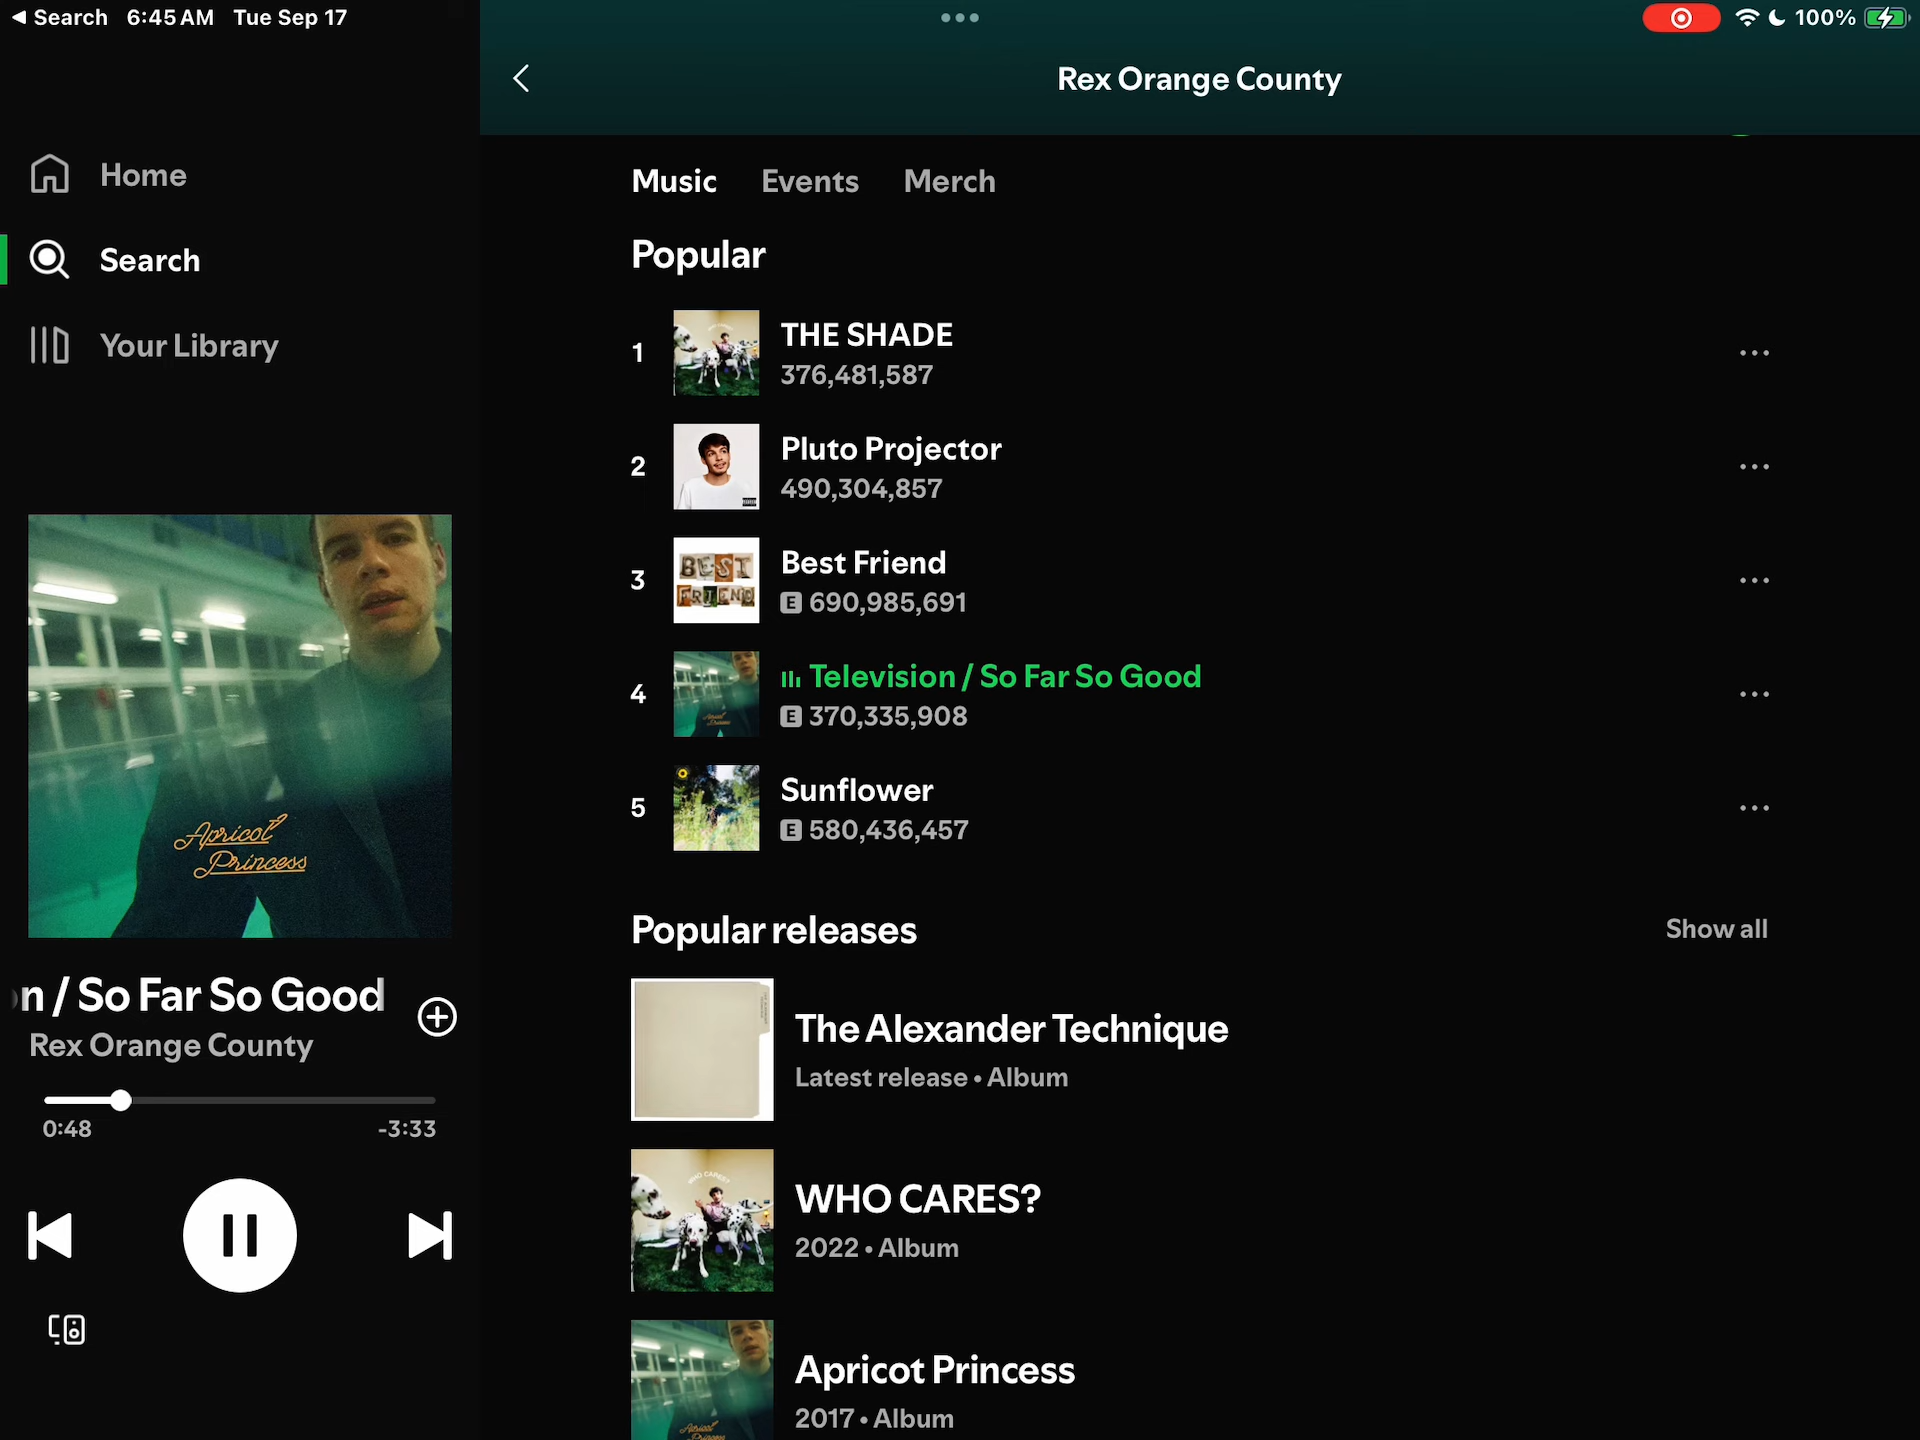 Search 6:45 AM Tue Sep 17
100%
Rex Orange County
Home
Search
Your Library
Music Events Merch
Popular
1 THE SHADE
376,481,587
2 Pluto Projector
490,304,857
3 BEST FRIEND Best Friend
E 690,985,691
4 Television / So Far So Good
E 370,335,908
5 Sunflower
E 580,436,457
Apricot
Princess
n / So Far So Good
Rex Orange County
0:48 -3:33
Popular releases Show all
The Alexander Technique
Latest release • Album
WHO CARES?
WHO CARES?
2022 • Album
Apricot Princess
Apricot
Princess
2017 • Album